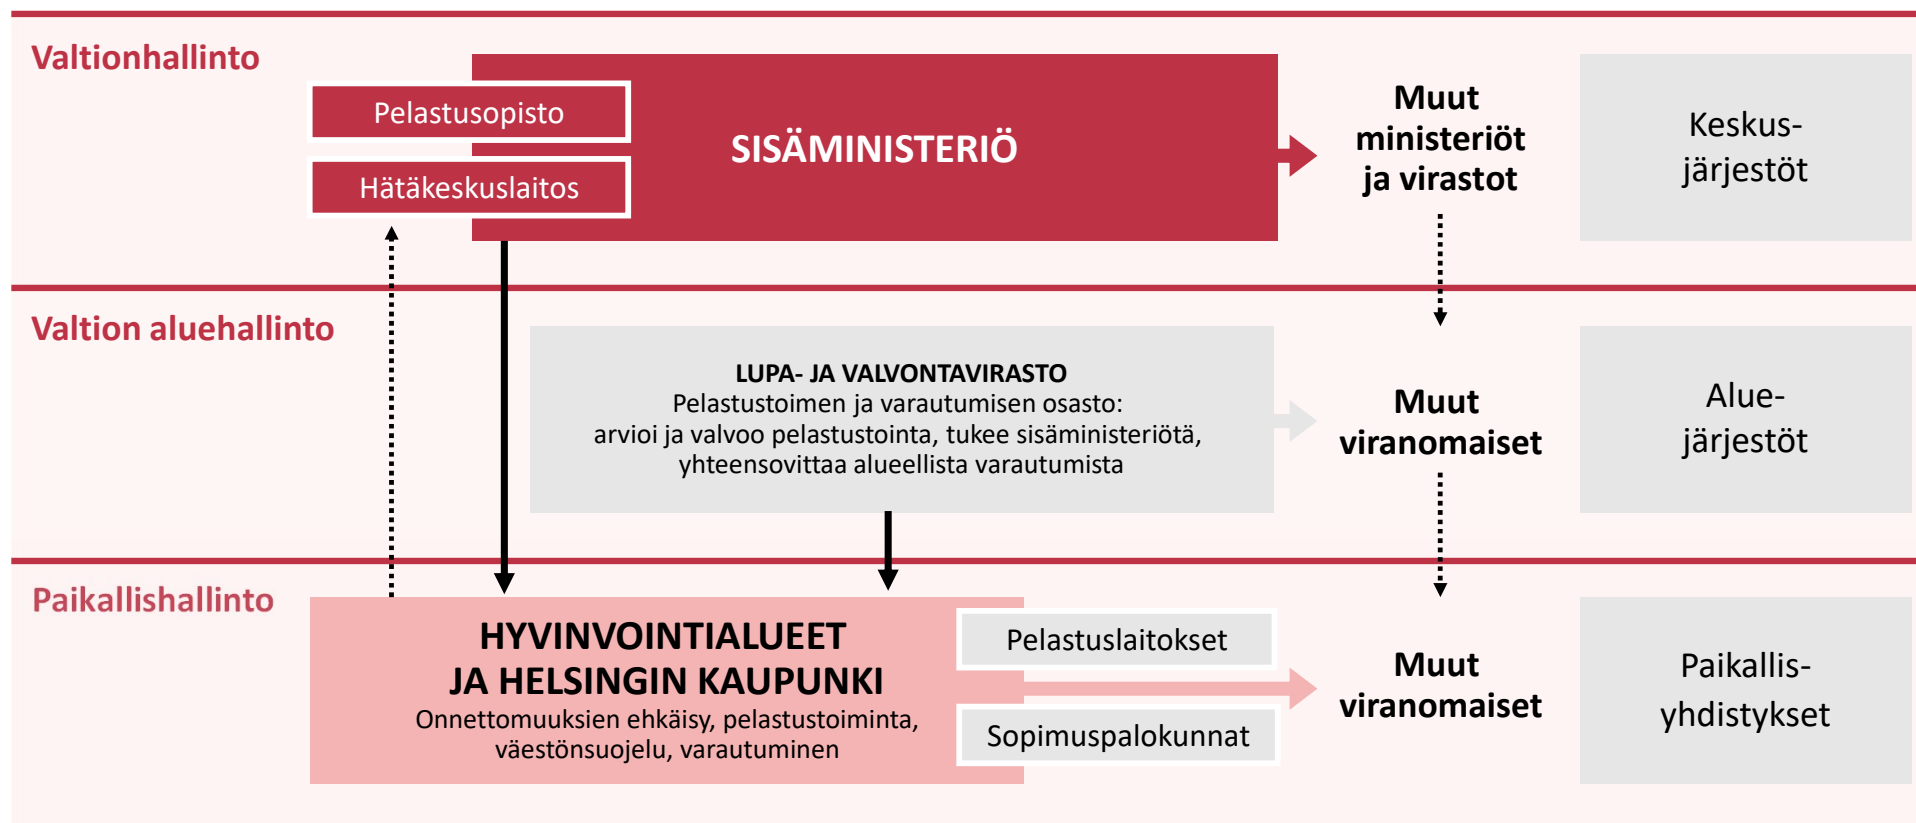 Valtionhallinto
Pelastusopisto
Hätäkeskuslaitos
SISÄMINISTERIÖ
Muut
ministeriöt
ja virastot
Keskus-
järjestöt
Valtion aluehallinto
LUPA- JA VALVONTAVIRASTO
Pelastustoimen ja varautumisen osasto:
arvioi ja valvoo pelastustointa, tukee sisäministeriötä,
yhteensovittaa alueellista varautumista
Muut
viranomaiset
Alue-
järjestöt
Paikallishallinto
HYVINVOINTIALUEET
JA HELSINGIN KAUPUNKI
Onnettomuuksien ehkäisy, pelastustoiminta,
väestönsuojelu, varautuminen
Pelastuslaitokset
Sopimuspalokunnat
Muut
viranomaiset
Paikallis-
yhdistykset